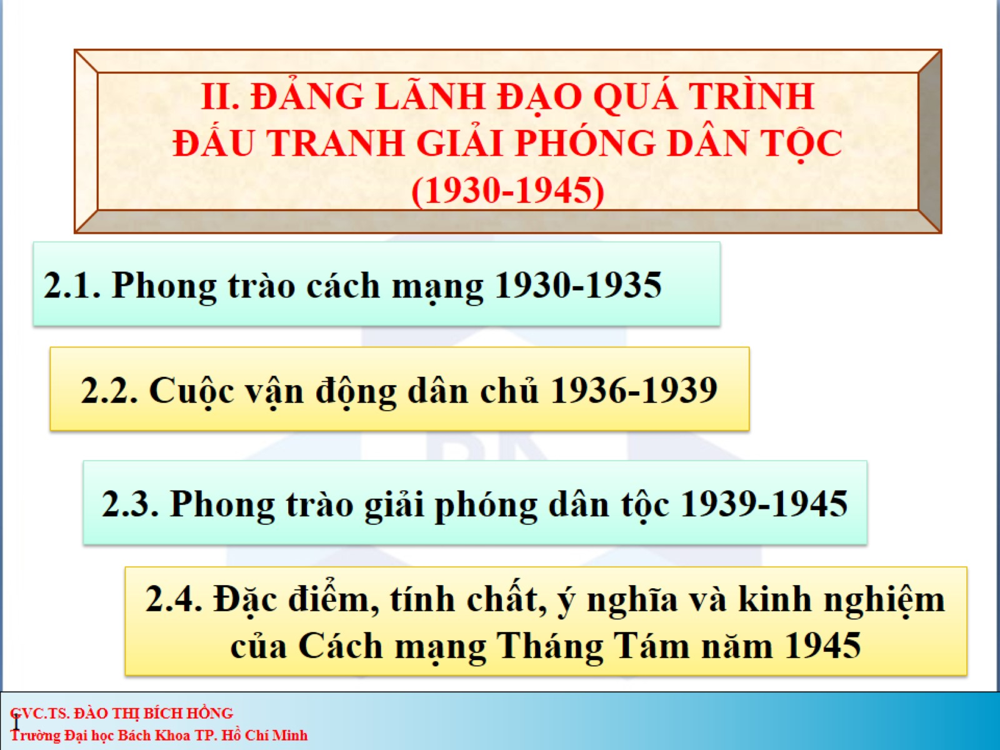 II. ĐẢNG LÃNH ĐẠO QUÁ TRÌNH
ĐẤU TRANH GIẢI PHÓNG DÂN TỘC
(1930-1945)
2.1. Phong trào cách mạng 1930-1935
2.2. Cuộc vận động dân chủ 1936-1939
BK
2.3. Phong trào giải phóng dân tộc 1939-1945
2.4. Đặc điểm, tính chất, ý nghĩa và kinh nghiệm
của Cách mạng Tháng Tám năm 1945
GVC.TS. ĐÀO THỊ BÍCH HỒNG
1
Trường Đại học Bách Khoa TP. Hồ Chí Minh